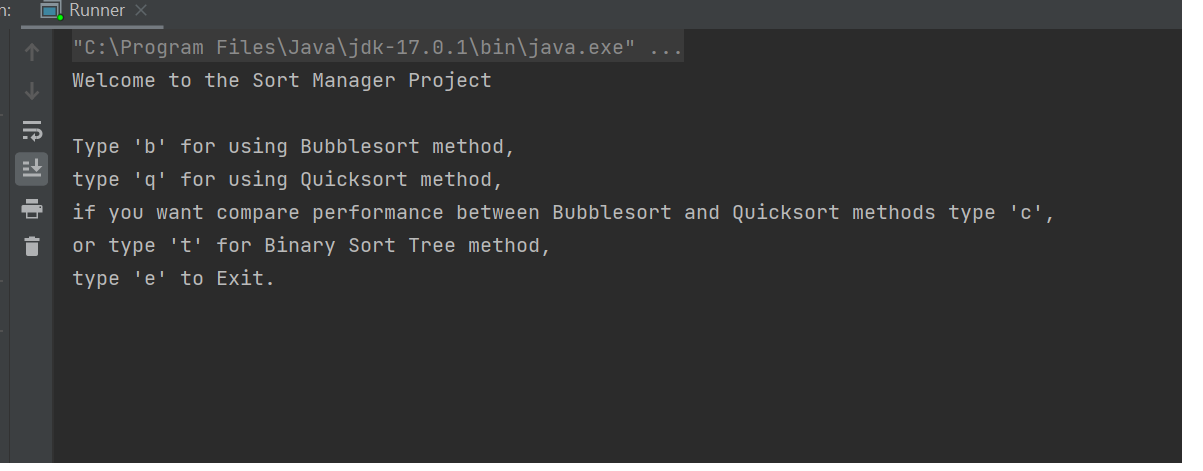 n:
Runner
"C:\Program Files\Java\jdk-17.0.1\bin\java.exe" ...
Welcome to the Sort Manager Project
Type 'b' for using Bubblesort method,
type 'q' for using Quicksort method,
if you want compare performance between Bubblesort and Quicksort methods type 'c',
or type 't' for Binary Sort Tree method,
type 'e' to Exit.